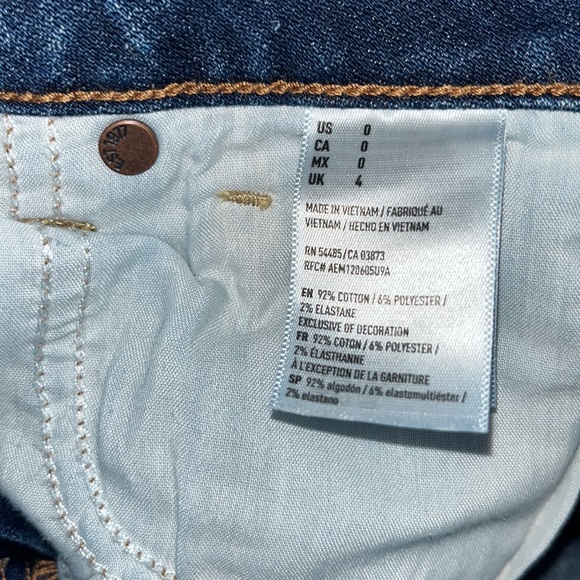 EST 1977
US 0
CA 0
MX 0
UK 4
MADE IN VIETNAM / FABRIQUÉ AU
VIETNAM / HECHO EN VIETNAM
RN 54485/CA 03873
RFC# AEM120605U9A
EN 92% COTTON / 6% POLYESTER /
2% ELASTANE
EXCLUSIVE OF DECORATION
FR 92% COTON / 6% POLYESTER /
2% ÉLASTHANNE
À L'EXCEPTION DE LA GARNITURE
SP 92% algodón / 6% elastomultiéster /
2% elastano